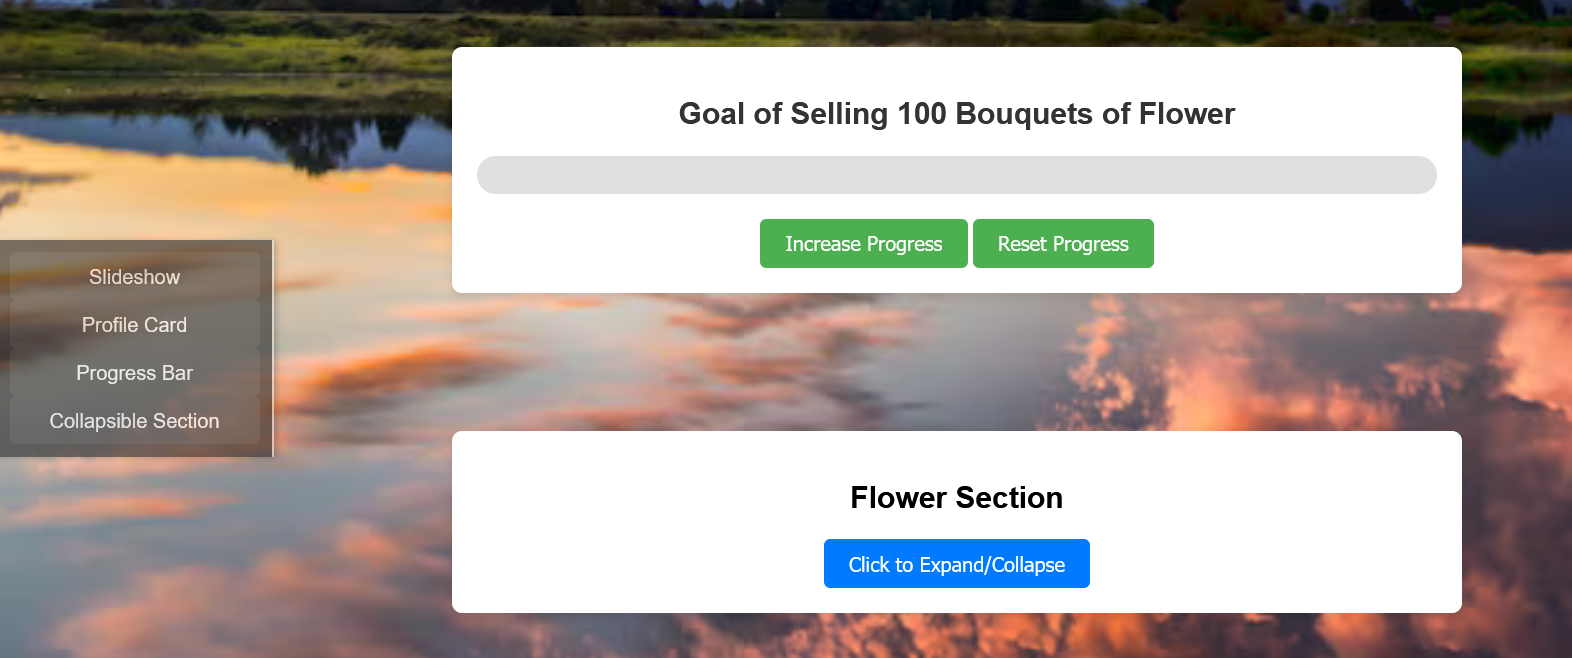 Goal of Selling 100 Bouquets of Flower
Increase Progress
Reset Progress
Slideshow
Profile Card
Progress Bar
Collapsible Section
Flower Section
Click to Expand/Collapse